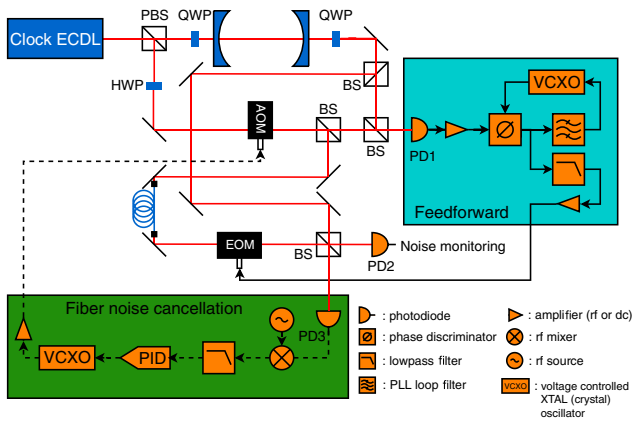 PBS
QWP
QWP
Clock ECDL
HWP
BS
AOM
BS
BS
VCXO
Ø
PD1
Feedforward
EOM
BS
PD2
Noise monitoring
Fiber noise cancellation
PD3
VCXO
PID
: photodiode
: amplifier (rf or dc)
Ø : phase discriminator
: rf mixer
: lowpass filter
: rf source
: PLL loop filter
VCXO : voltage controlled
XTAL (crystal)
oscillator